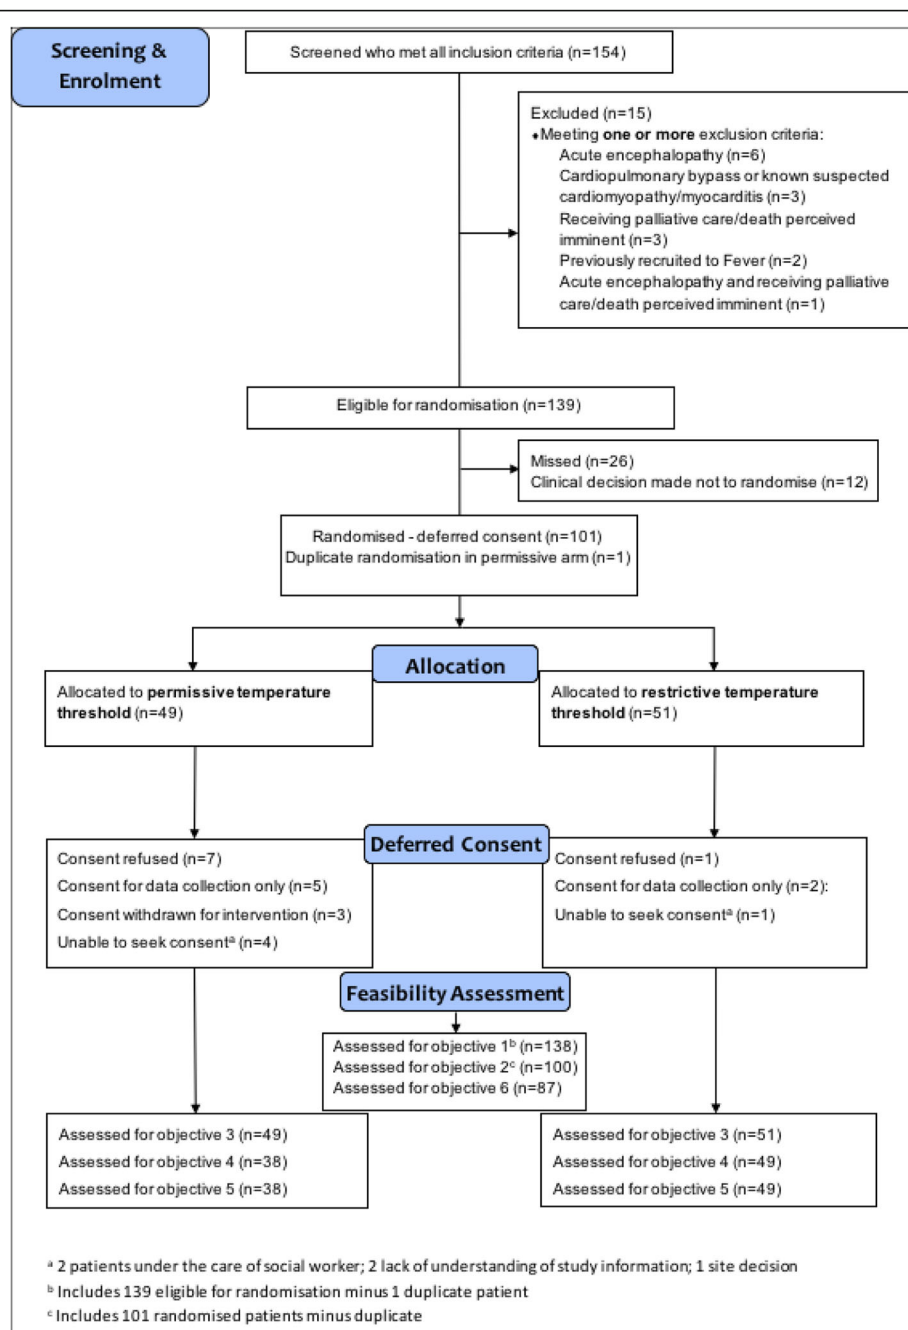 Screening &
Enrolment
Screened who met all inclusion criteria (n=154)
Excluded (n=15)
•Meeting one or more exclusion criteria:
Acute encephalopathy (n=6)
Cardiopulmonary bypass or known suspected
cardiomyopathy/myocarditis (n=3)
Receiving palliative care/death perceived
imminent (n=3)
Previously recruited to Fever (n=2)
Acute encephalopathy and receiving palliative
care/death perceived imminent (n=1)
Eligible for randomisation (n=139)
Missed (n=26)
Clinical decision made not to randomise (n=12)
Randomised - deferred consent (n=101)
Duplicate randomisation in permissive arm (n=1)
Allocation
Allocated to permissive temperature
threshold (n=49)
Allocated to restrictive temperature
threshold (n=51)
Deferred Consent
Consent refused (n=7)
Consent for data collection only (n=5)
Consent withdrawn for intervention (n=3)
Unable to seek consentᵃ (n=4)
Consent refused (n=1)
Consent for data collection only (n=2):
Unable to seek consentᵃ (n=1)
Feasibility Assessment
Assessed for objective 1ᵇ (n=138)
Assessed for objective 2ᶜ (n=100)
Assessed for objective 6 (n=87)
Assessed for objective 3 (n=49)
Assessed for objective 4 (n=38)
Assessed for objective 5 (n=38)
Assessed for objective 3 (n=51)
Assessed for objective 4 (n=49)
Assessed for objective 5 (n=49)
ᵃ 2 patients under the care of social worker; 2 lack of understanding of study information; 1 site decision
ᵇ Includes 139 eligible for randomisation minus 1 duplicate patient
ᶜ Includes 101 randomised patients minus duplicate